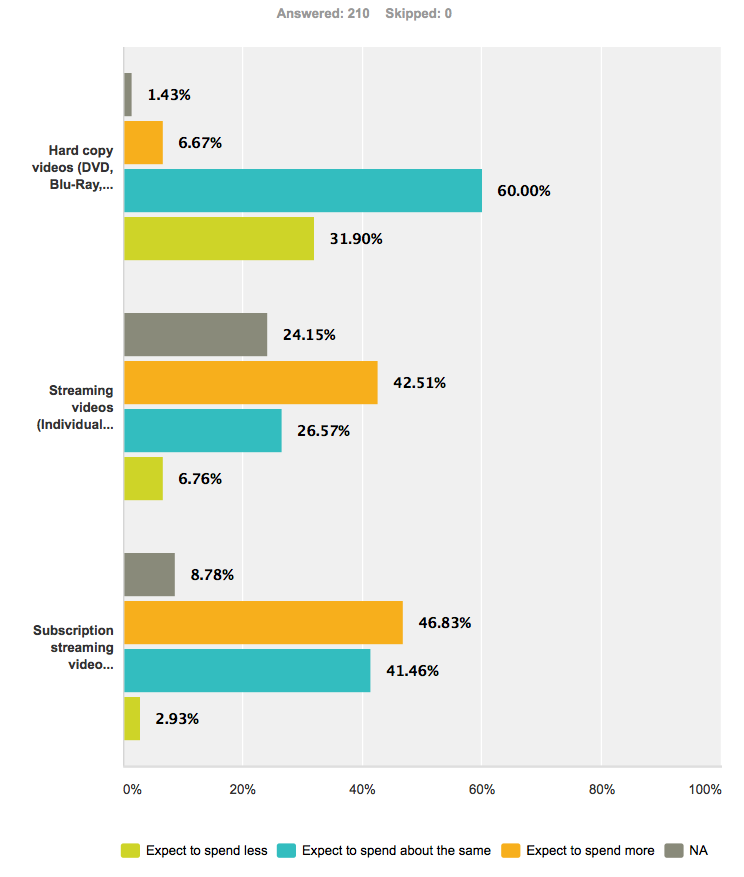 Answered: 210 Skipped: 0
1.43%
6.67%
Hard copy
videos (DVD,
Blu-Ray,...
60.00%
31.90%
24.15%
42.51%
Streaming
videos
(Individual...
26.57%
6.76%
8.78%
46.83%
Subscription
streaming
video...
41.46%
2.93%
0% 20% 40% 60% 80% 100%
Expect to spend less Expect to spend about the same Expect to spend more NA